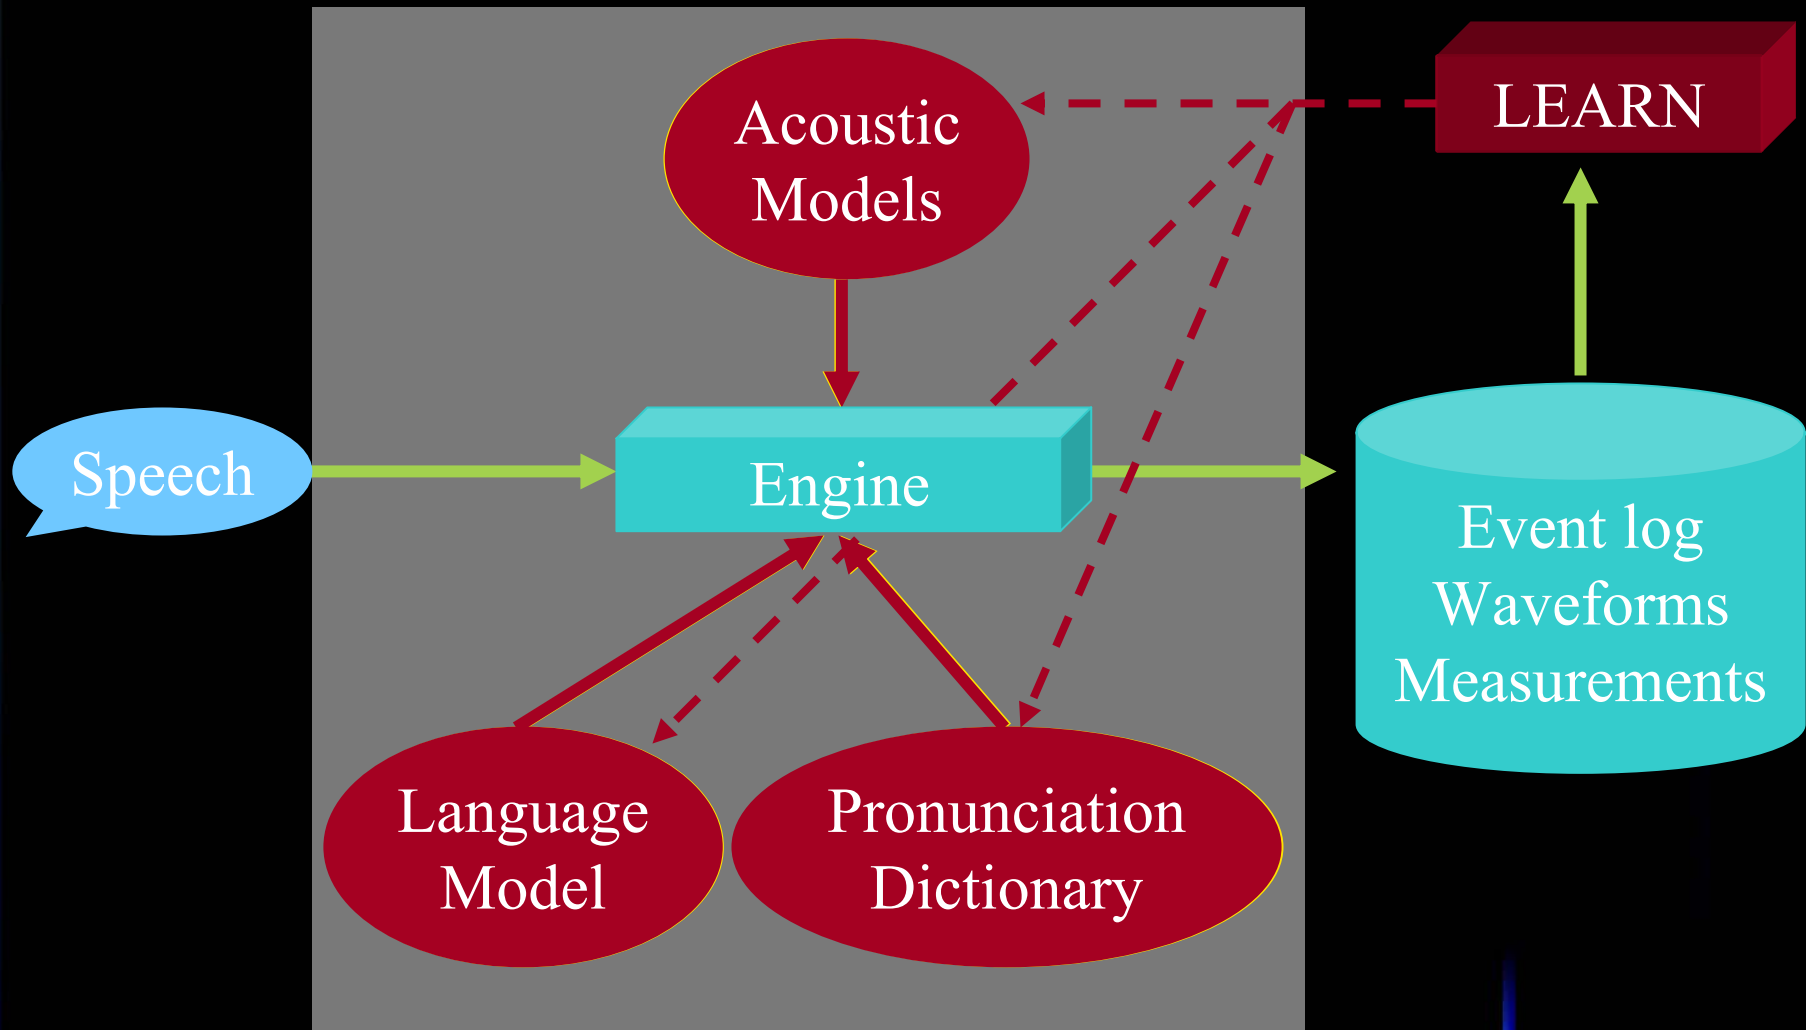 Acoustic
Models
LEARN
Speech
Engine
Event log
Waveforms
Measurements
Language
Model
Pronunciation
Dictionary